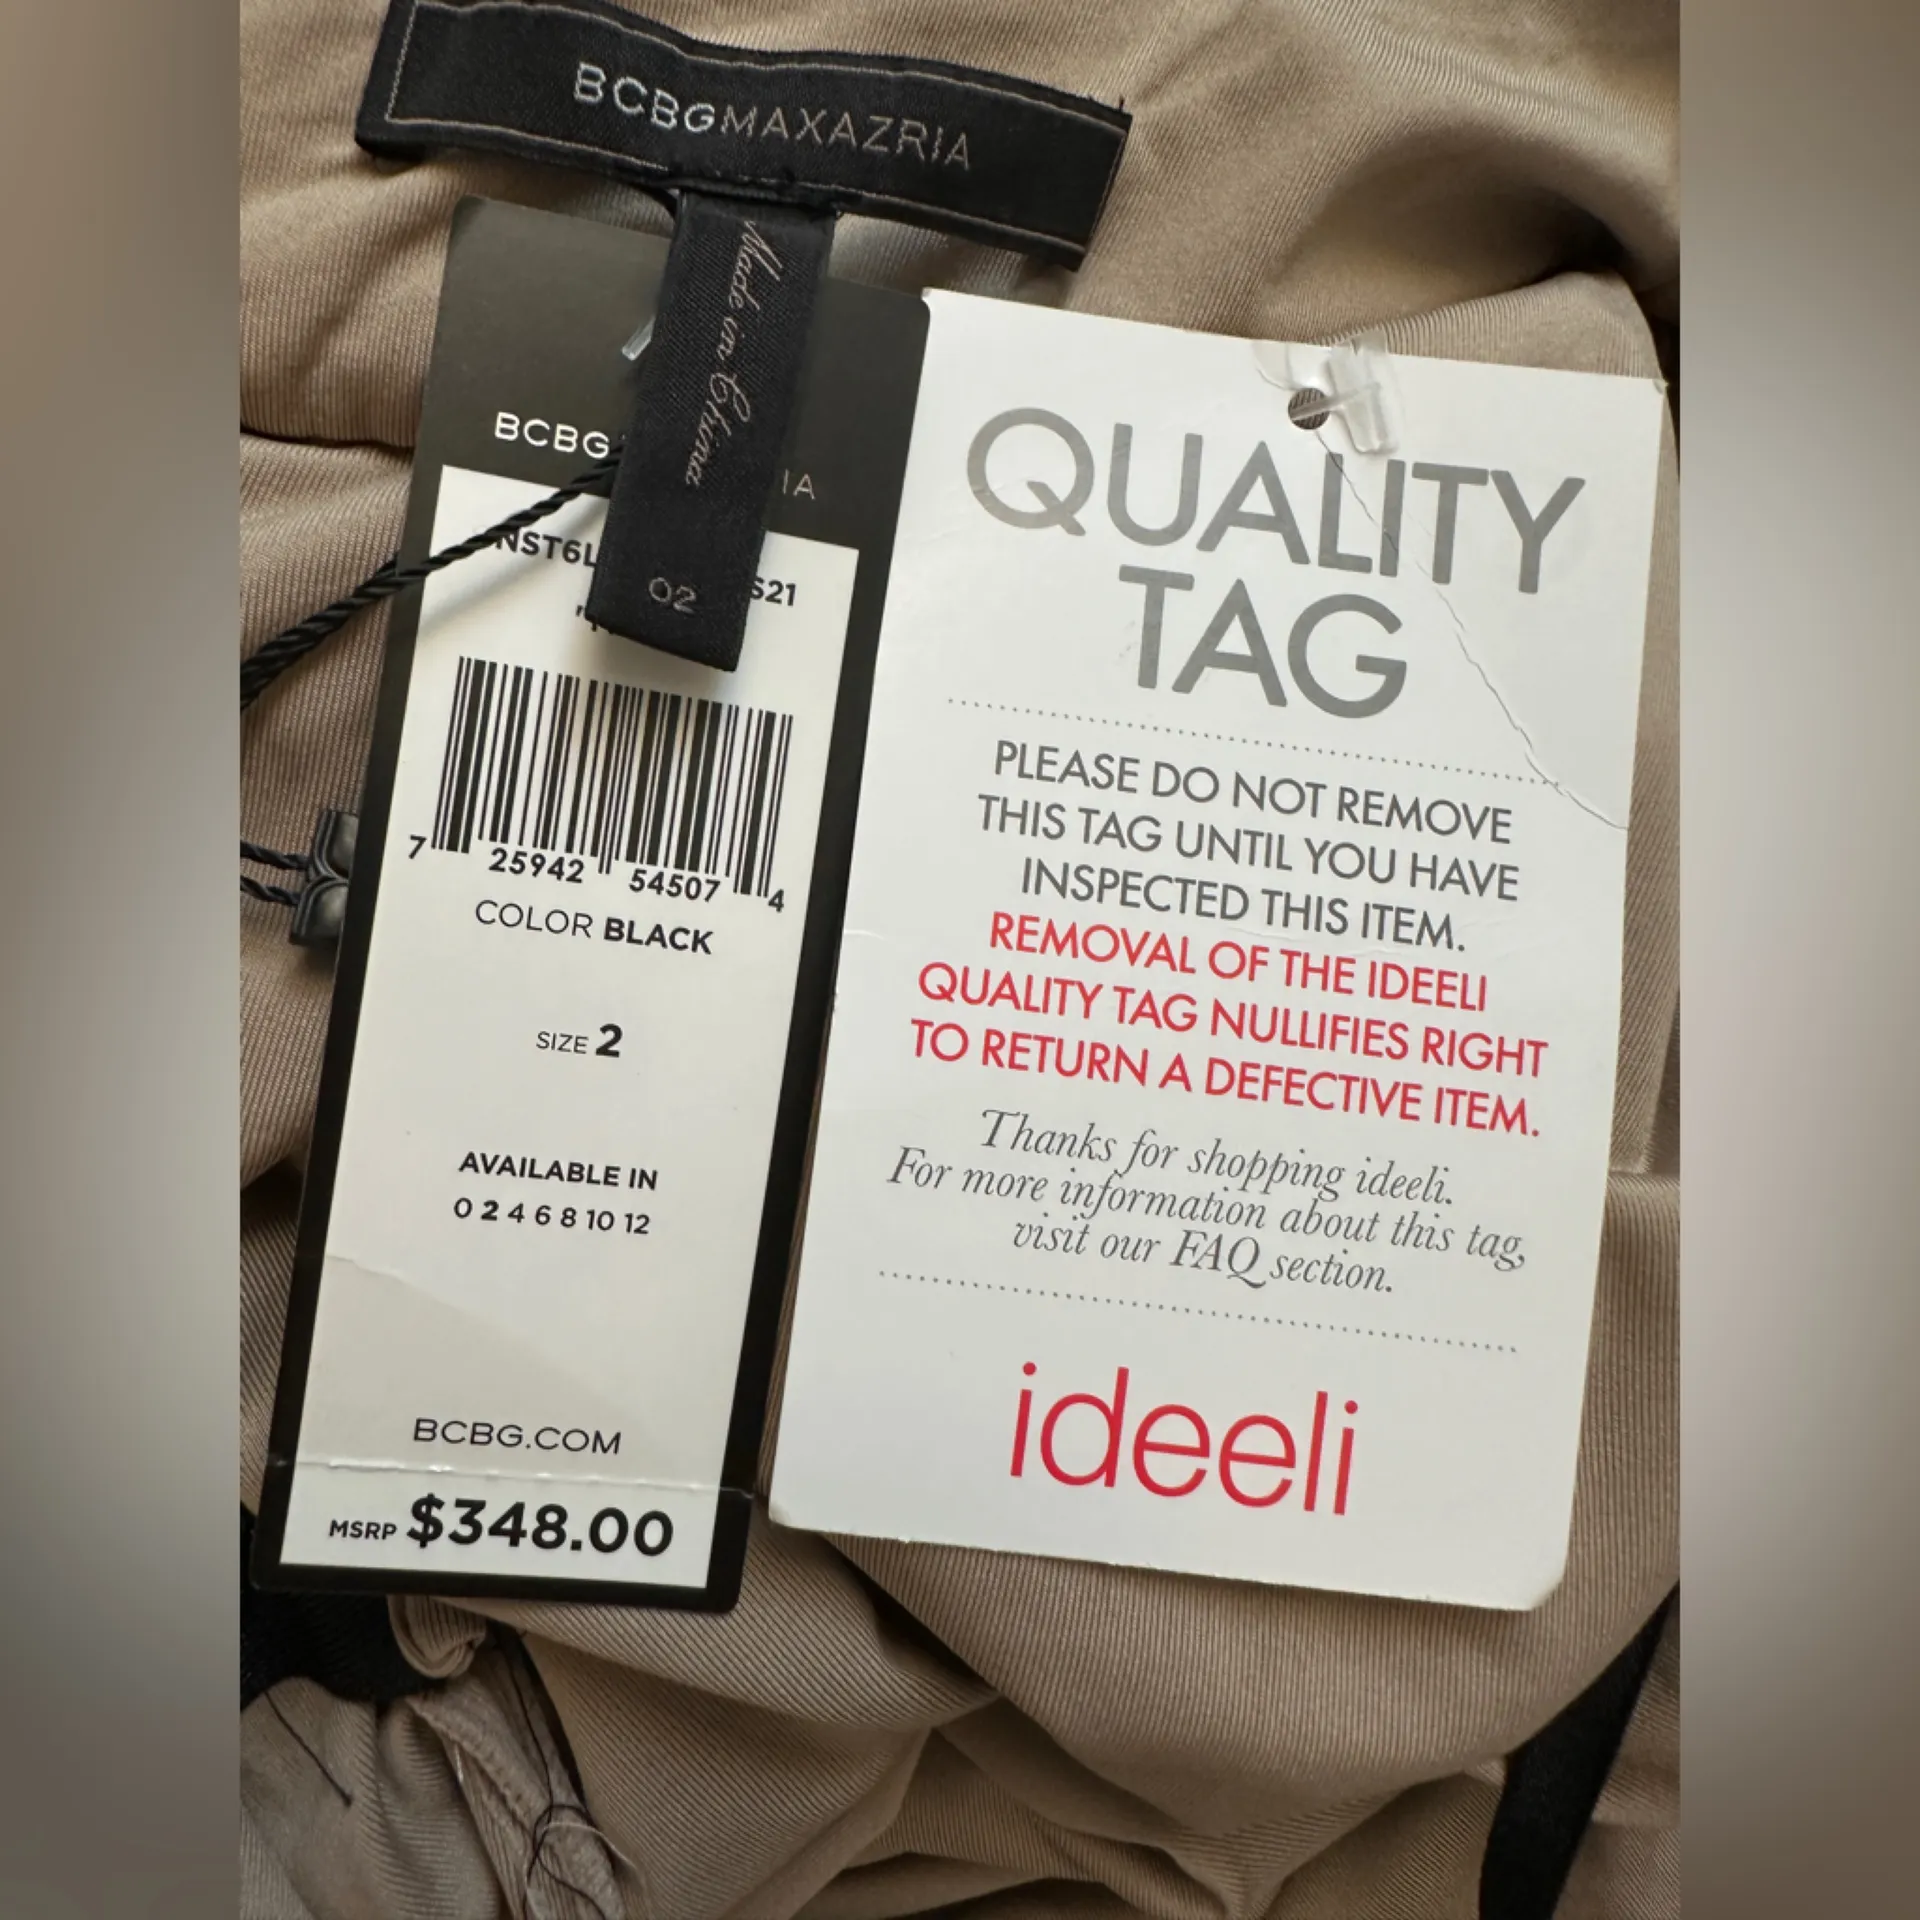 BCBGMAXAZRIA
Made in China
02
BCBG IA
7 25942 54507 4
COLOR BLACK
SIZE 2
AVAILABLE IN
0 2 4 6 8 10 12
BCBG.COM
MSRP $348.00
QUALITY
TAG
PLEASE DO NOT REMOVE
THIS TAG UNTIL YOU HAVE
INSPECTED THIS ITEM.
REMOVAL OF THE IDEELI
QUALITY TAG NULLIFIES RIGHT
TO RETURN A DEFECTIVE ITEM.
Thanks for shopping ideeli.
For more information about this tag,
visit our FAQ section.
ideeli